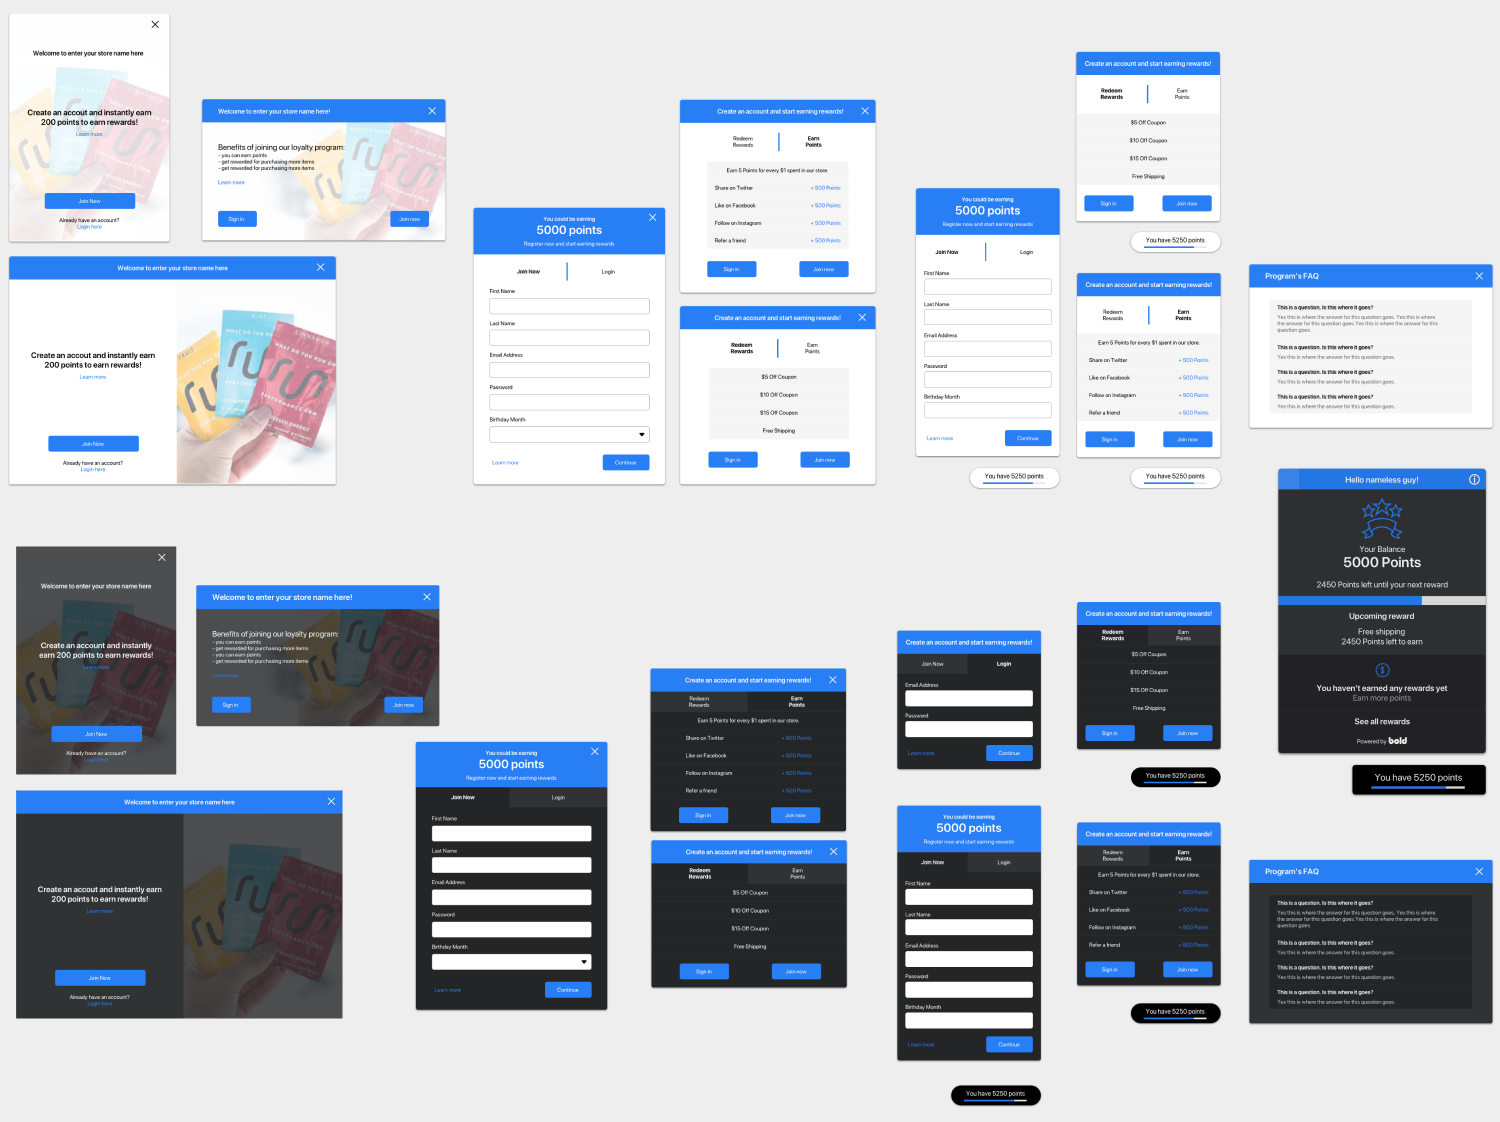 Welcome to enter your store name here
Create an accout and instantly earn
200 points to earn rewards!
Learn more
Join Now
Already have an account?
Login here
Welcome to enter your store name here!
Benefits of joining our loyalty program:
- you can earn points
- get rewarded for purchasing more items
- get rewarded for purchasing more items
Learn more
Sign in
Join now
Welcome to enter your store name here
Create an accout and instantly earn
200 points to earn rewards!
Learn more
Join Now
Already have an account?
Login here
You could be earning
5000 points
Register now and start earning rewards
Join Now
Login
First Name
Last Name
Email Address
Password
Birthday Month
Learn more
Continue
Create an account and start earning rewards!
Redeem
Rewards
Earn
Points
Earn 5 Points for every $1 spent in our store.
Share on Twitter + 500 Points
Like on Facebook + 500 Points
Follow on Instagram + 500 Points
Refer a friend + 500 Points
Sign in
Join now
Create an account and start earning rewards!
Redeem
Rewards
Earn
Points
$5 Off Coupon
$10 Off Coupon
$15 Off Coupon
Free Shipping
Sign in
Join now
You could be earning
5000 points
Register now and start earning rewards
Join Now
Login
First Name
Last Name
Email Address
Password
Birthday Month
Learn more
Continue
You have 5250 points
Create an account and start earning rewards!
Redeem
Rewards
Earn
Points
$5 Off Coupon
$10 Off Coupon
$15 Off Coupon
Free Shipping
Sign in
Join now
You have 5250 points
Create an account and start earning rewards!
Redeem
Rewards
Earn
Points
Earn 5 Points for every $1 spent in our store.
Share on Twitter + 500 Points
Like on Facebook + 500 Points
Follow on Instagram + 500 Points
Refer a friend + 500 Points
Sign in
Join now
You have 5250 points
Program's FAQ
This is a question. Is this where it goes?
Yes this is where the answer for this question goes. Yes this is where
the answer for this question goes. Yes this is where the answer for this
question goes.
This is a question. Is this where it goes?
Yes this is where the answer for this question goes.
This is a question. Is this where it goes?
Yes this is where the answer for this question goes.
This is a question. Is this where it goes?
Yes this is where the answer for this question goes.
Hello nameless guy!
Your Balance
5000 Points
2450 Points left until your next reward
Upcoming reward
Free shipping
2450 Points left to earn
You haven't earned any rewards yet
Earn more points
See all rewards
Powered by bold
You have 5250 points
Welcome to enter your store name here
Create an accout and instantly
earn 200 points to earn rewards!
Learn more
Join Now
Already have an account?
Login here
Welcome to enter your store name here!
Benefits of joining our loyalty program:
- you can earn points
- get rewarded for purchasing more items
- you can earn points
- get rewarded for purchasing more items
Learn more
Sign in
Join now
Welcome to enter your store name here
Create an accout and instantly earn
200 points to earn rewards!
Learn more
Join Now
Already have an account?
Login here
You could be earning
5000 points
Register now and start earning rewards
Join Now
Login
First Name
Last Name
Email Address
Password
Birthday Month
Learn more
Continue
Create an account and start earning rewards!
Redeem
Rewards
Earn
Points
Earn 5 Points for every $1 spent in our store.
Share on Twitter + 500 Points
Like on Facebook + 500 Points
Follow on Instagram + 500 Points
Refer a friend + 500 Points
Sign in
Join now
Create an account and start earning rewards!
Redeem
Rewards
Earn
Points
$5 Off Coupon
$10 Off Coupon
$15 Off Coupon
Free Shipping
Sign in
Join now
Create an account and start earning rewards!
Join Now
Login
Email Address
Password
Learn more
Continue
You could be earning
5000 points
Register now and start earning rewards
Join Now
Login
First Name
Last Name
Email Address
Password
Birthday Month
Learn more
Continue
You have 5250 points
Create an account and start earning rewards!
Redeem
Rewards
Earn
Points
$5 Off Coupon
$10 Off Coupon
$15 Off Coupon
Free Shipping
Sign in
Join now
You have 5250 points
Create an account and start earning rewards!
Redeem
Rewards
Earn
Points
Earn 5 Points for every $1 spent in our store.
Share on Twitter + 500 Points
Like on Facebook + 500 Points
Follow on Instagram + 500 Points
Refer a friend + 500 Points
Sign in
Join now
You have 5250 points
Program's FAQ
This is a question. Is this where it goes?
Yes this is where the answer for this question goes. Yes this is where
the answer for this question goes. Yes this is where the answer for this
question goes.
This is a question. Is this where it goes?
Yes this is where the answer for this question goes.
This is a question. Is this where it goes?
Yes this is where the answer for this question goes.
This is a question. Is this where it goes?
Yes this is where the answer for this question goes.